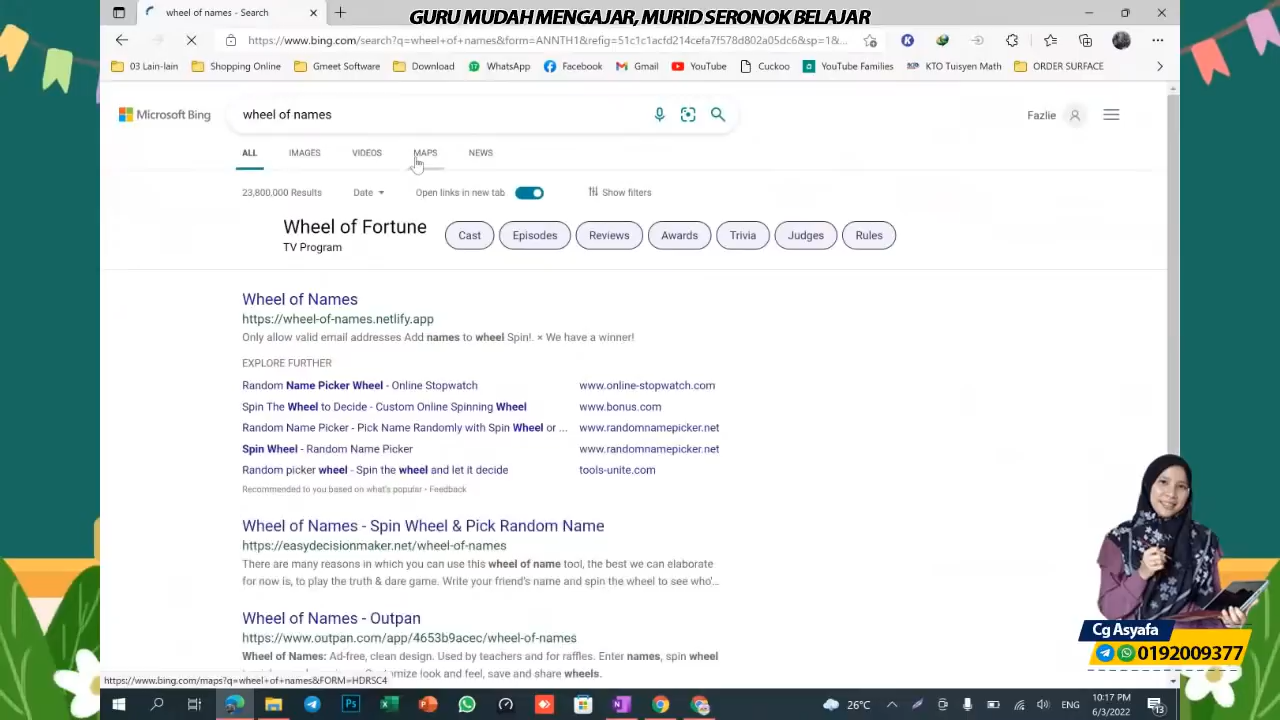 GURU MUDAH MENGAJAR, MURID SERONOK BELAJAR
wheel of names - Search
https://www.bing.com/search?q=wheel+of+names&form=ANNTH1&refig=51c1c1acfd214cefa7f578d802a05dc6&sp=1&...
03 Lain-lain
Shopping Online
Gmeet Software
Download
WhatsApp
Facebook
Gmail
YouTube
Cuckoo
YouTube Families
KTO Tuisyen Math
ORDER SURFACE
Microsoft Bing
wheel of names
Fazlie
ALL IMAGES VIDEOS MAPS NEWS
23,800,000 Results Date Open links in new tab Show filters
Wheel of Fortune
TV Program
Cast Episodes Reviews Awards Trivia Judges Rules
Wheel of Names
https://wheel-of-names.netlify.app
Only allow valid email addresses Add names to wheel Spin!. × We have a winner!
EXPLORE FURTHER
Random Name Picker Wheel - Online Stopwatch www.online-stopwatch.com
Spin The Wheel to Decide - Custom Online Spinning Wheel www.bonus.com
Random Name Picker - Pick Name Randomly with Spin Wheel or ... www.randomnamepicker.net
Spin Wheel - Random Name Picker www.randomnamepicker.net
Random picker wheel - Spin the wheel and let it decide tools-unite.com
Recommended to you based on what's popular - Feedback
Wheel of Names - Spin Wheel & Pick Random Name
https://easydecisionmaker.net/wheel-of-names
There are many reasons in which you can use this wheel of name tool, the best we can elaborate
for now is, to play the truth & dare game. Write your friend's name and spin the wheel to see who'...
Wheel of Names - Outpan
https://www.outpan.com/app/4653b9acec/wheel-of-names
Wheel of Names: Ad-free, clean design. Used by teachers and for raffles. Enter names, spin wheel
look and feel, save and share wheels.
https://www.bing.com/maps?q=wheel+of+names&FORM=HDRSC4
Cg Asyafa
0192009377
26°C
ENG
10:17 PM
6/3/2022
13